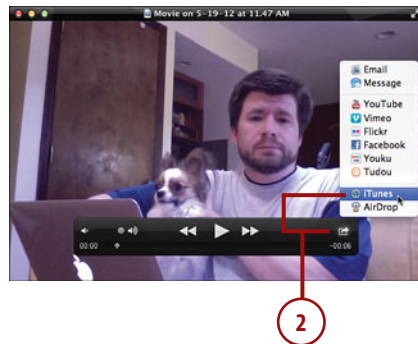 Movie on 5-19-12 at 11.47 AM
Email
Message
YouTube
Vimeo
Flickr
Facebook
Youku
Tudou
iTunes
AirDrop
00:00
-00:06
2